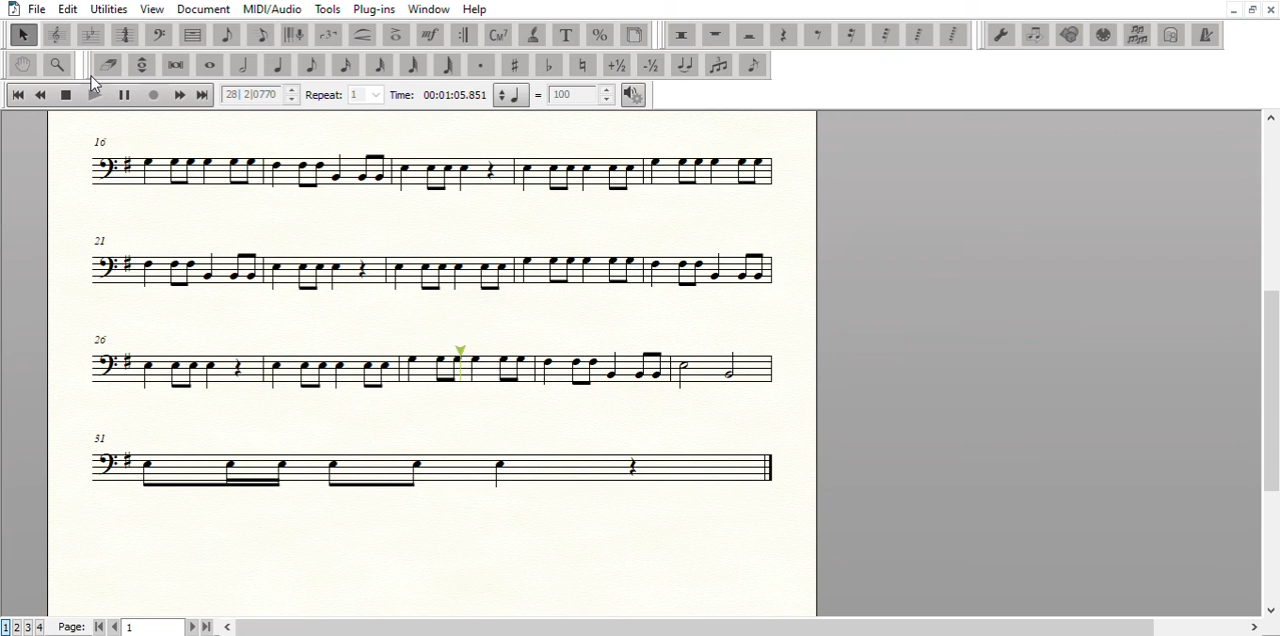 File Edit Utilities View Document MIDI/Audio Tools Plug-ins Window Help
28| 2|0770 Repeat: 1 Time: 00:01:05.851 = 100
16
21
26
31
1 2 3 4 Page: 1